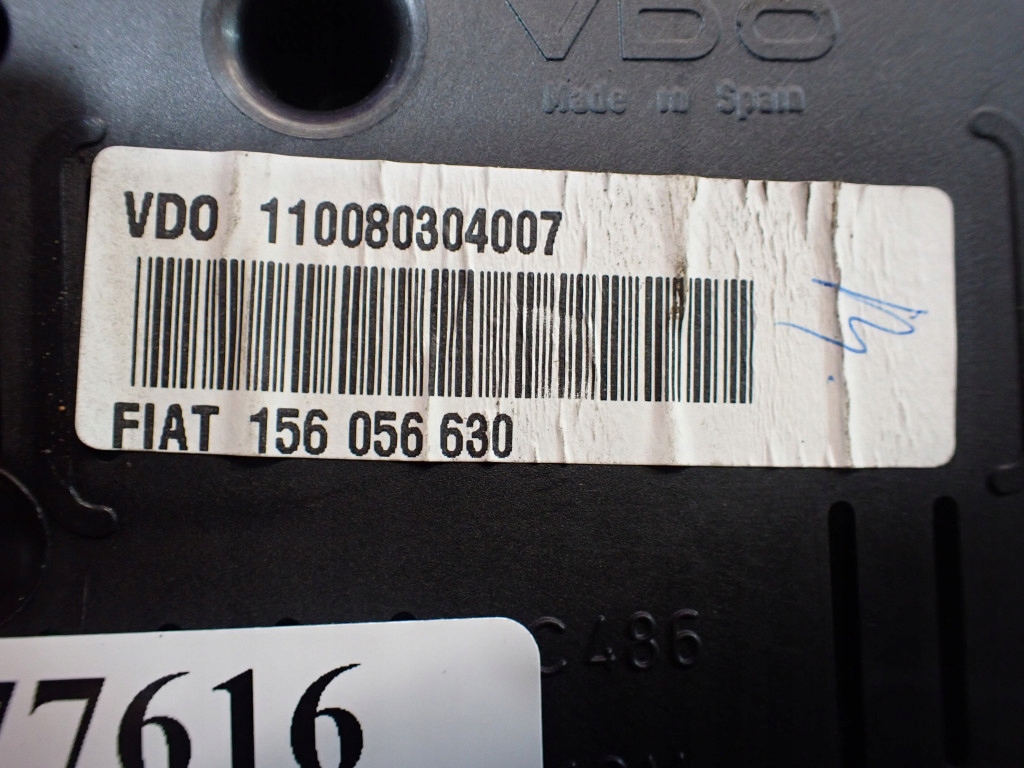 VDO
Made in Spain
VDO 110080304007
FIAT 156 056 630
C486
77616